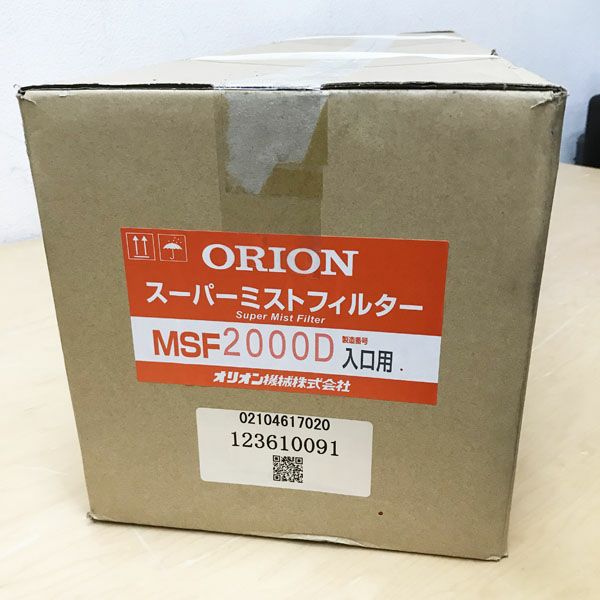 ORION
スーパーミストフィルター
Super Mist Filter
MSF2000D 製造番号 入口用
オリオン機械株式会社
02104617020
123610091